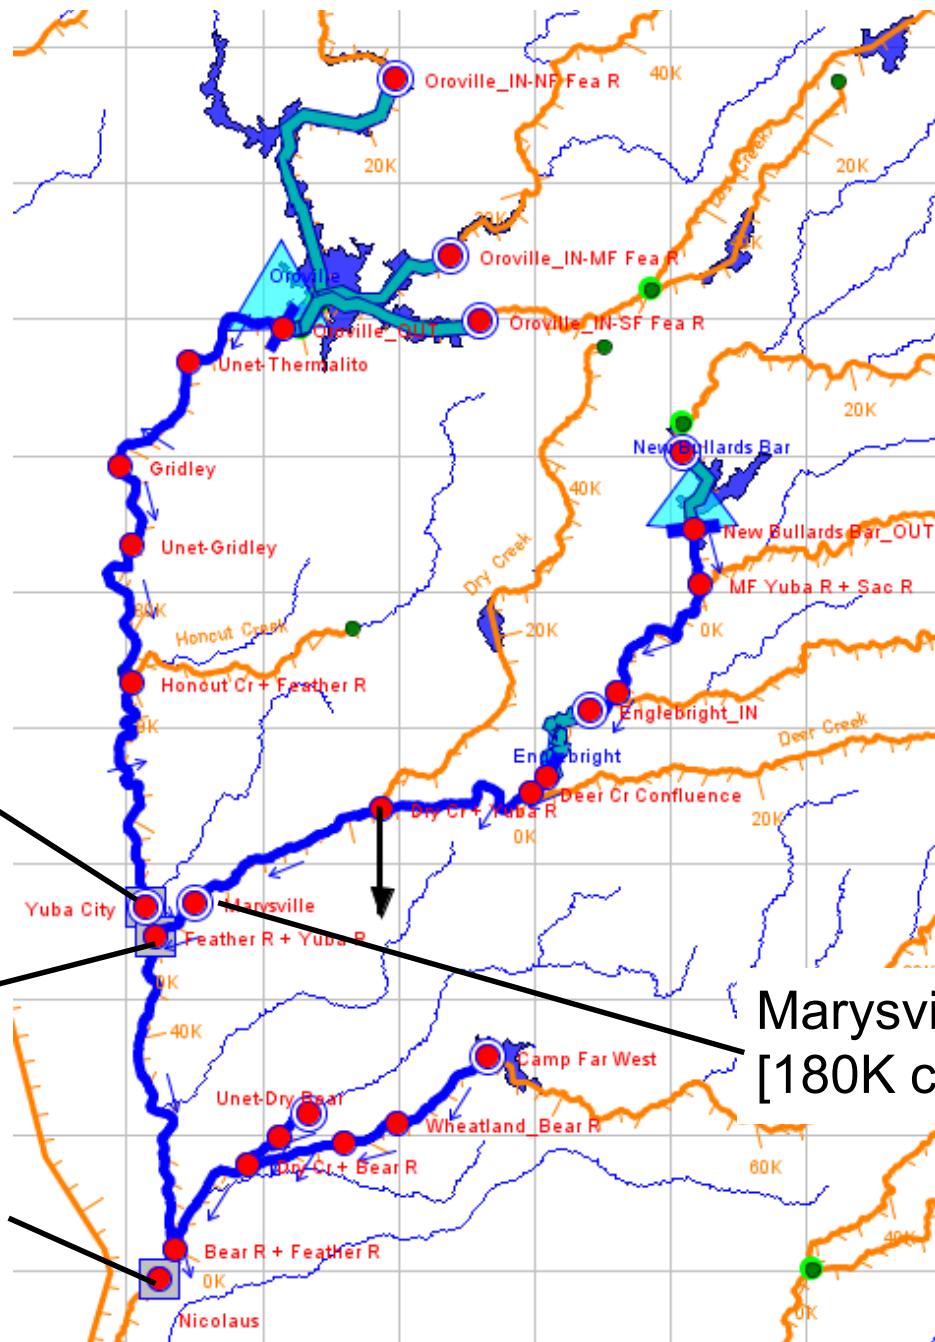 Oroville_IN-NF Fea R
40K
20K
Lost Creek
20K
20K
Oroville_IN-MF Fea R
Oroville
Oroville_OUT
Oroville_IN-SF Fea R
Unet-Thermalito
20K
New Bullards Bar
Gridley
40K
New Bullards Bar_OUT
Unet-Gridley
Dry Creek
MF Yuba R + Sac R
Honcut Creek
20K
0K
Honout Cr + Feather R
Englebright_IN
Deer Creek
Englebright
Deer Cr Confluence
Dry Cr + Yuba R
0K
20K
Yuba City
Marysville
Feather R + Yuba R
0K
40K
Marysvi
[180K c
Camp Far West
Unet-Dry Bear
Wheatland_Bear R
Dry Cr + Bear R
60K
40K
Bear R + Feather R
0K
0K
Nicolaus